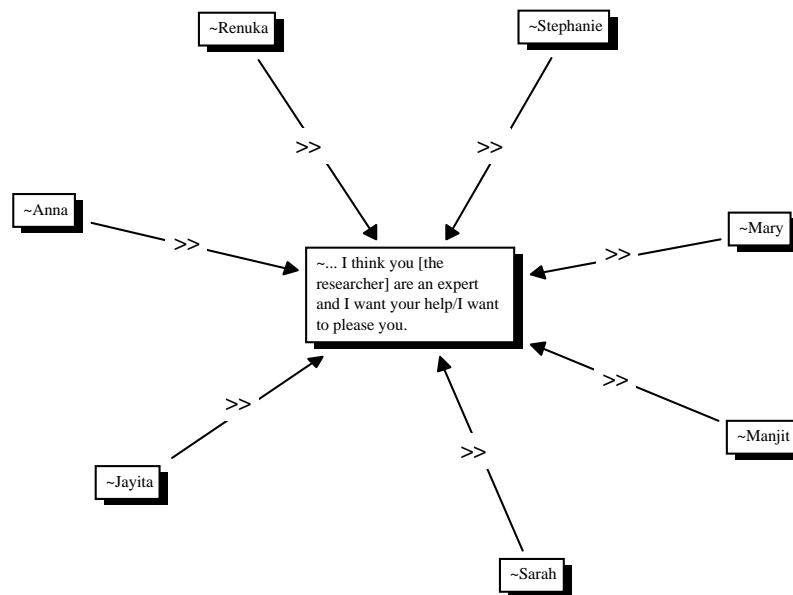 ~Renuka
~Stephanie
>>
>>
~Anna
~Mary
>>
>>
~... I think you [the
researcher] are an expert
and I want your help/I want
to please you.
>>
>>
~Manjit
>>
~Jayita
~Sarah